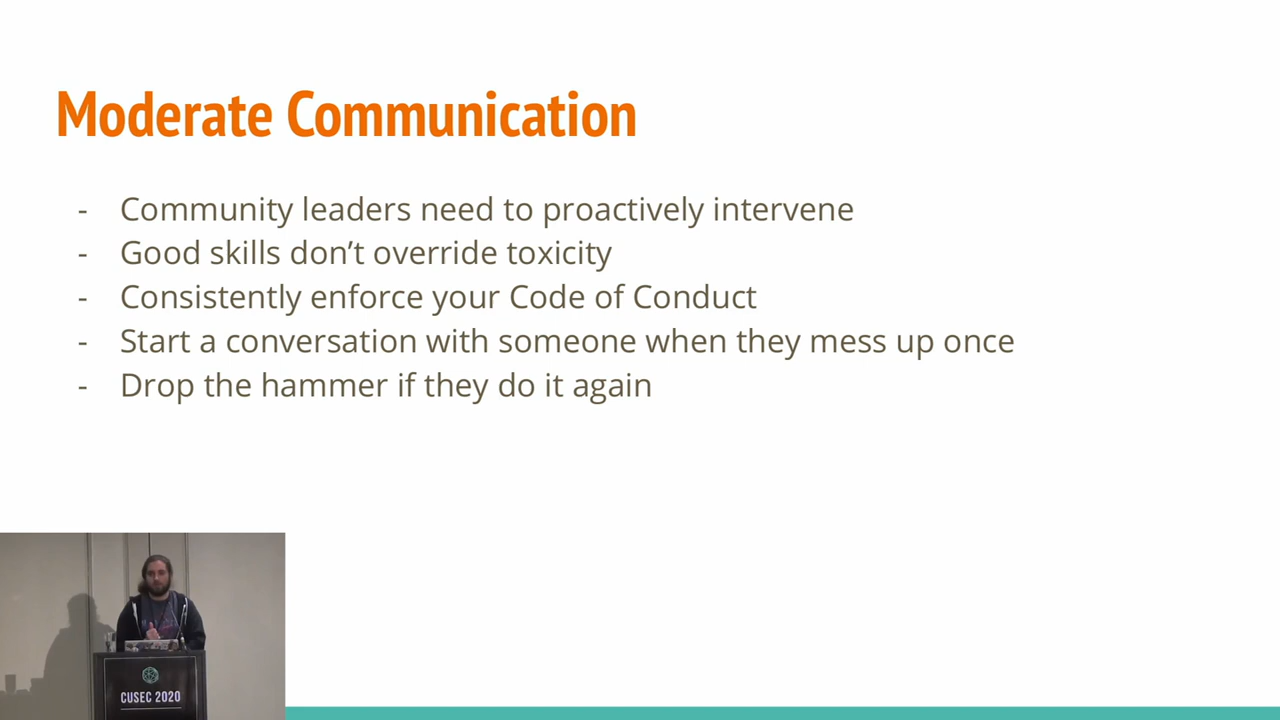 Moderate Communication
- Community leaders need to proactively intervene
- Good skills don’t override toxicity
- Consistently enforce your Code of Conduct
- Start a conversation with someone when they mess up once
- Drop the hammer if they do it again
CUSEC 2020